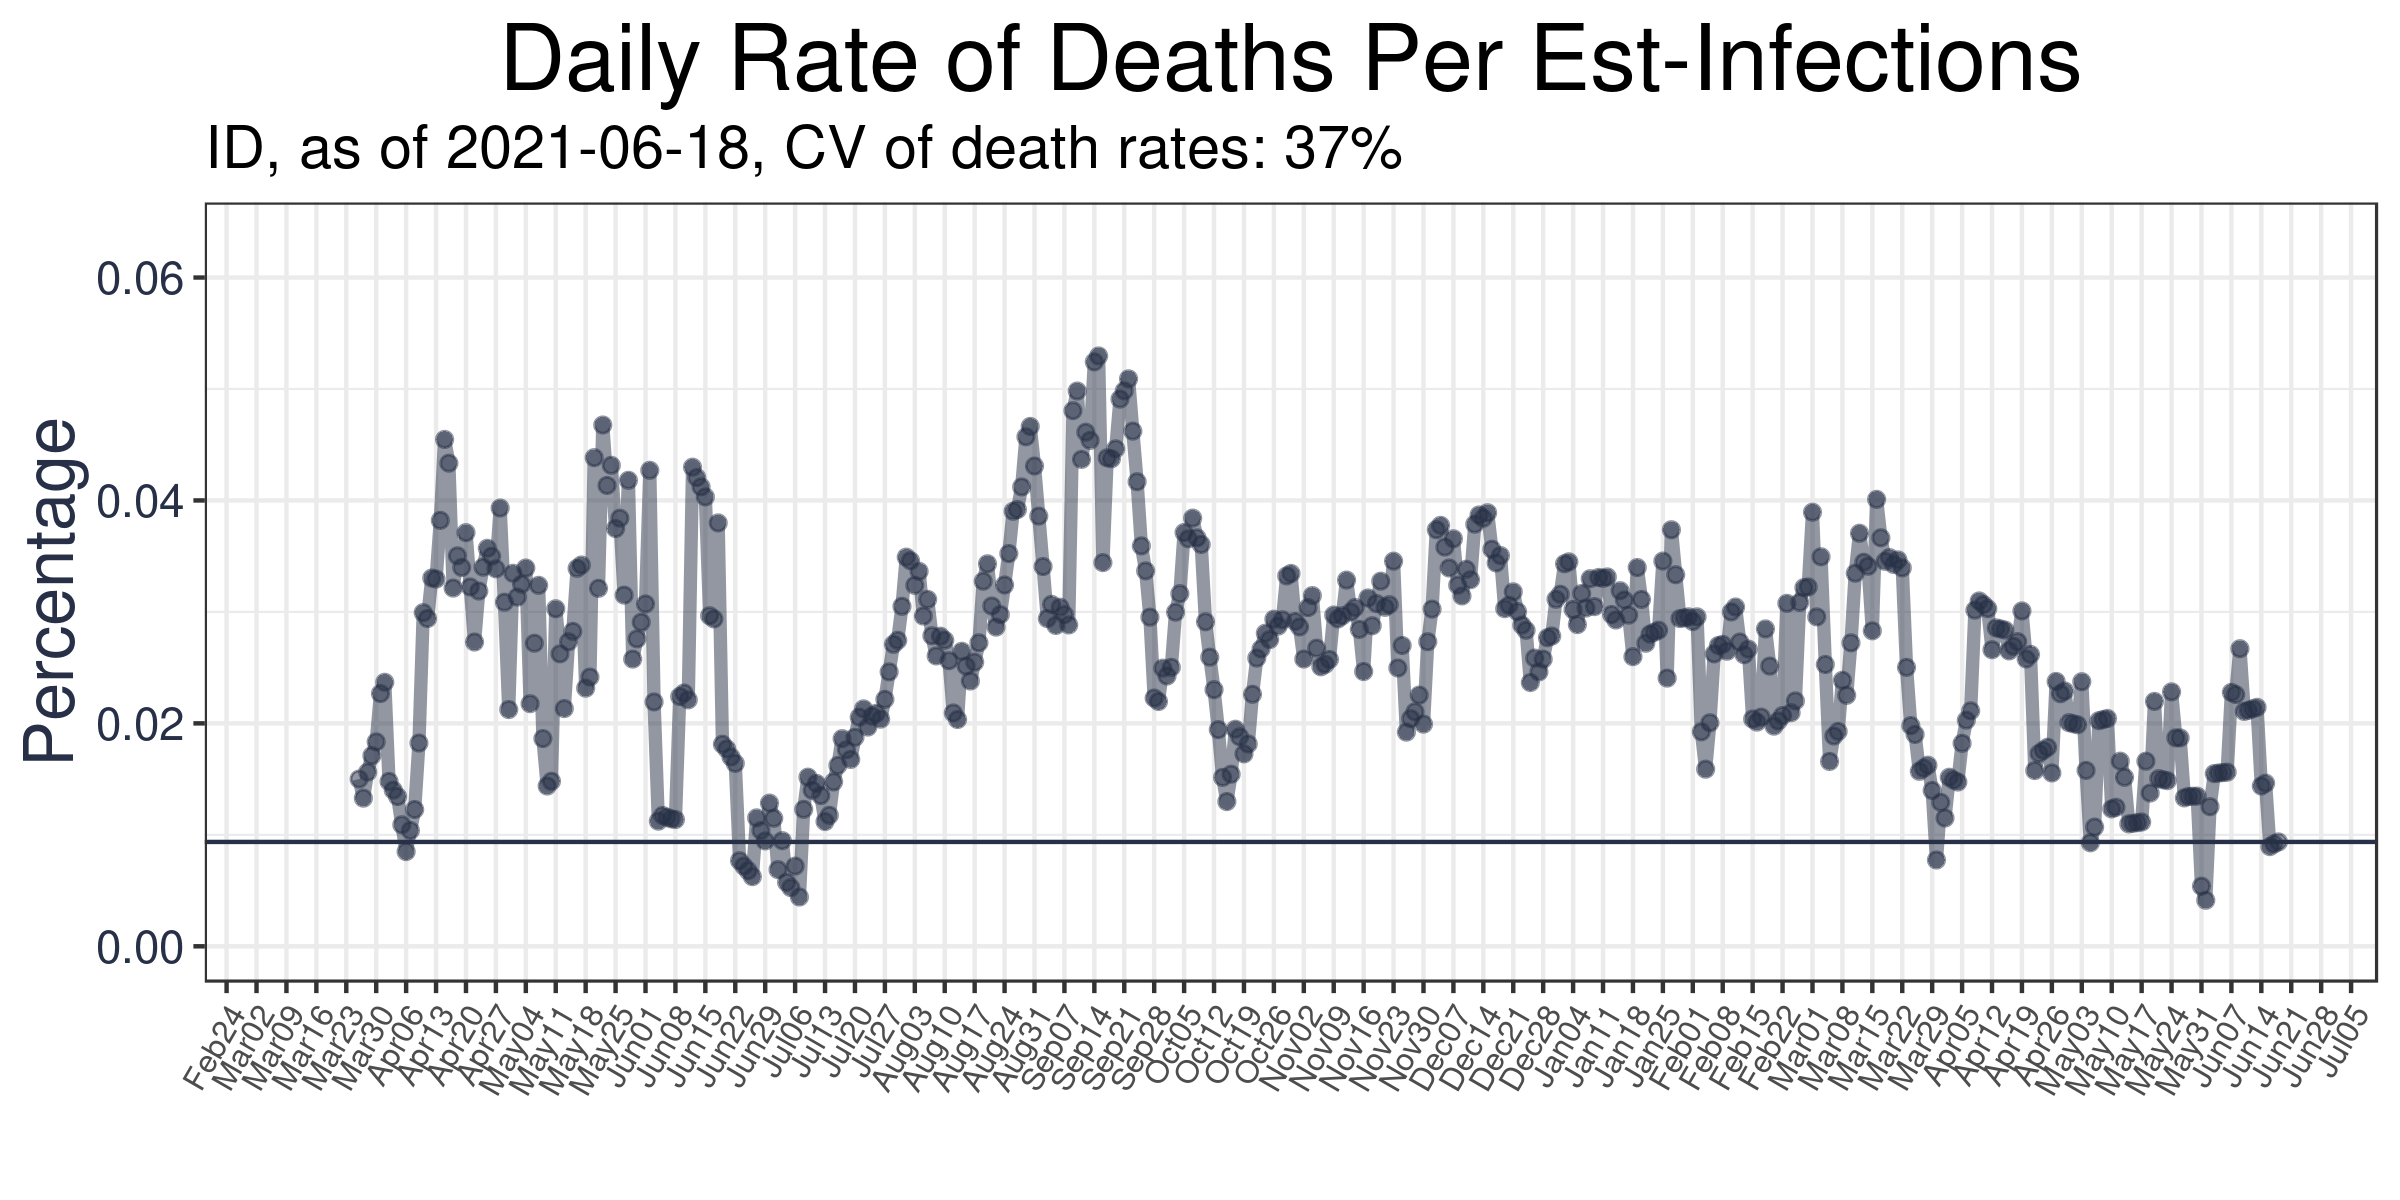 Daily Rate of Deaths Per Est-Infections
ID, as of 2021-06-18, CV of death rates: 37%
Percentage
0.06
0.04
0.02
0.00
Feb24
Mar02
Mar09
Mar16
Mar23
Mar30
Apr06
Apr13
Apr20
Apr27
May04
May11
May18
May25
Jun01
Jun08
Jun15
Jun22
Jun29
Jul06
Jul13
Jul20
Jul27
Aug03
Aug10
Aug17
Aug24
Aug31
Sep07
Sep14
Sep21
Sep28
Oct05
Oct12
Oct19
Oct26
Nov02
Nov09
Nov16
Nov23
Nov30
Dec07
Dec14
Dec21
Dec28
Jan04
Jan11
Jan18
Jan25
Feb01
Feb08
Feb15
Feb22
Mar01
Mar08
Mar15
Mar22
Mar29
Apr05
Apr12
Apr19
Apr26
May03
May10
May17
May24
May31
Jun07
Jun14
Jun21
Jun28
Jul05